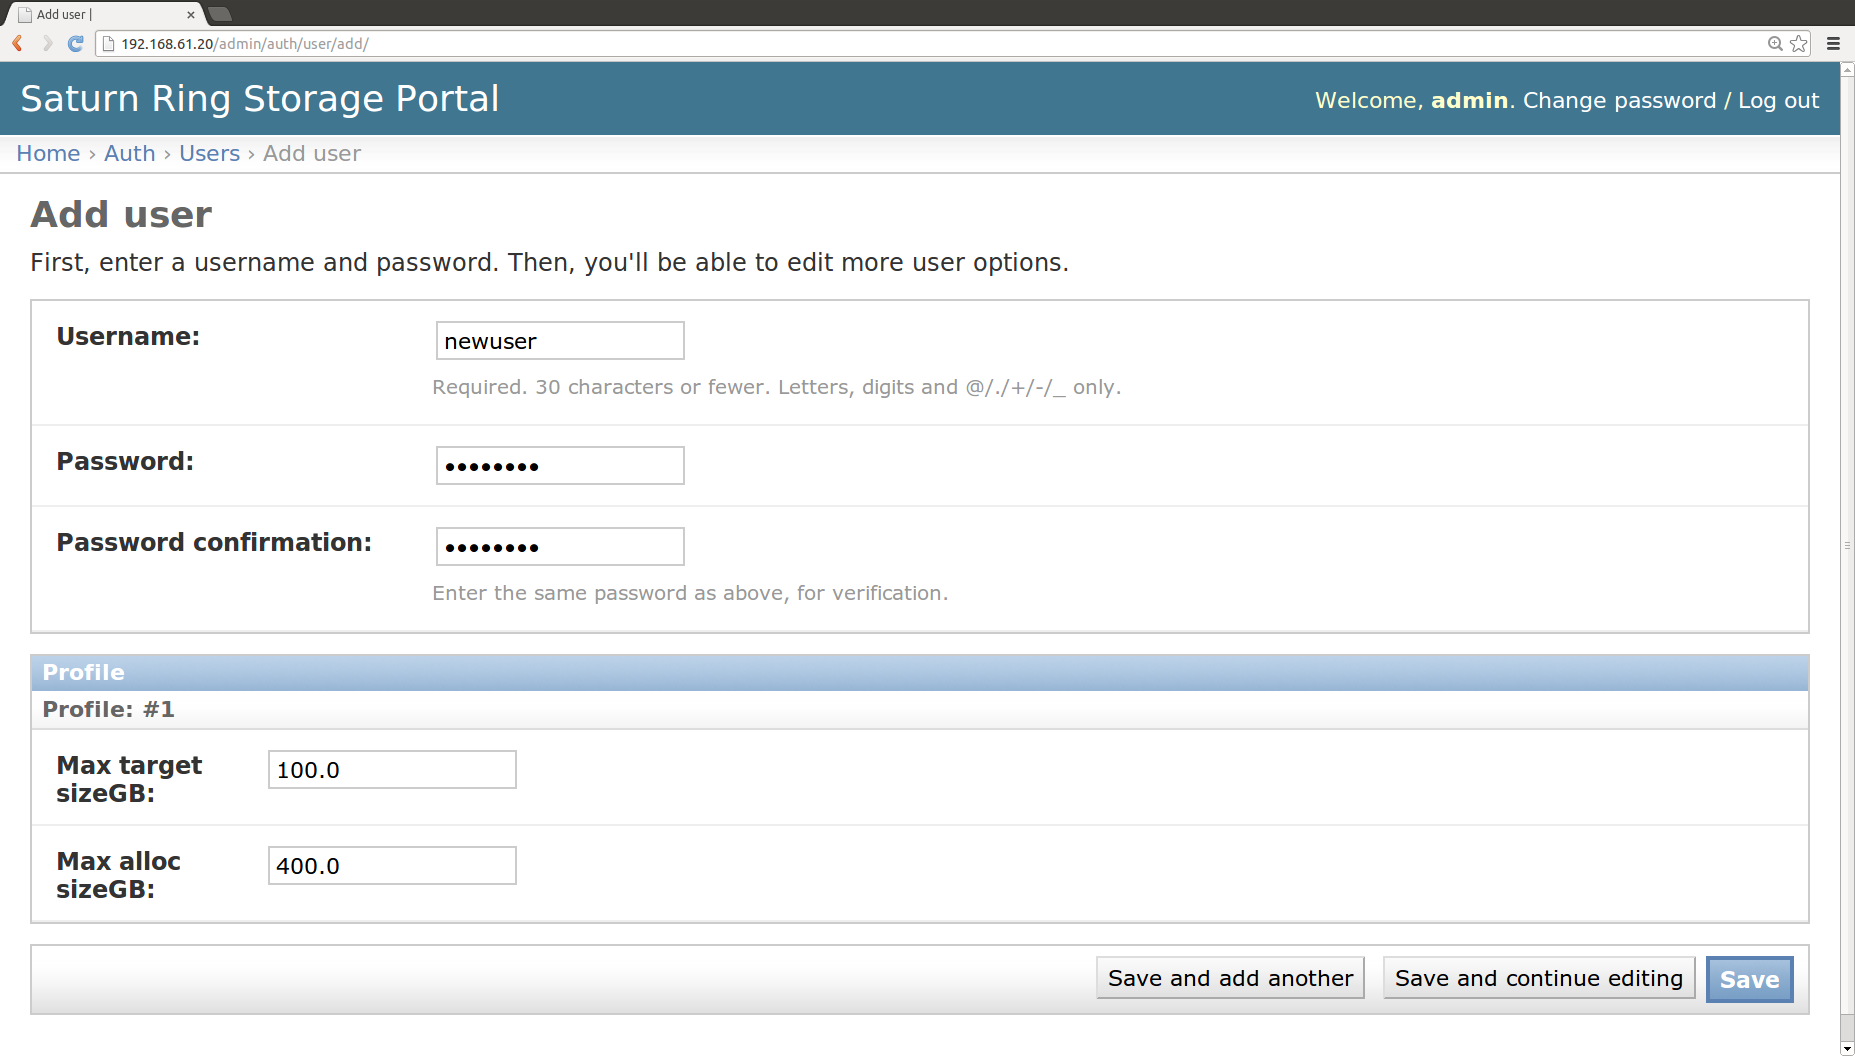 Add user |
192.168.61.20/admin/auth/user/add/
Saturn Ring Storage Portal
Welcome, admin. Change password / Log out
Home › Auth › Users › Add user
Add user
First, enter a username and password. Then, you'll be able to edit more user options.
Username: newuser
Required. 30 characters or fewer. Letters, digits and @/./+/-/_ only.
Password: ••••••••
Password confirmation: ••••••••
Enter the same password as above, for verification.
Profile
Profile: #1
Max target
sizeGB:
100.0
Max alloc
sizeGB:
400.0
Save and add another Save and continue editing Save